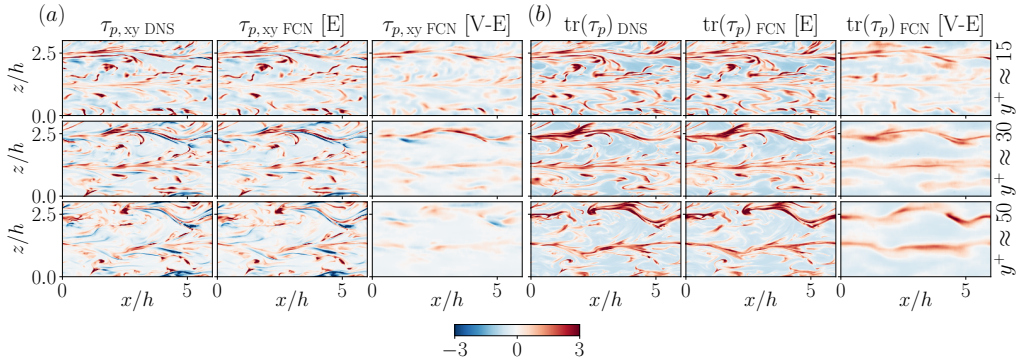 (a) τp, xy DNS τp, xy FCN [E] τp, xy FCN [V-E] (b) tr(τp) DNS tr(τp) FCN [E] tr(τp) FCN [V-E]
2.5
z/h
0.0
y⁺ ≈ 15
2.5
z/h
0.0
y⁺ ≈ 30
2.5
z/h
0.0
y⁺ ≈ 50
0 5 0 5 0 5 0 5 0 5 0 5
x/h x/h x/h x/h x/h x/h
−3 0 3